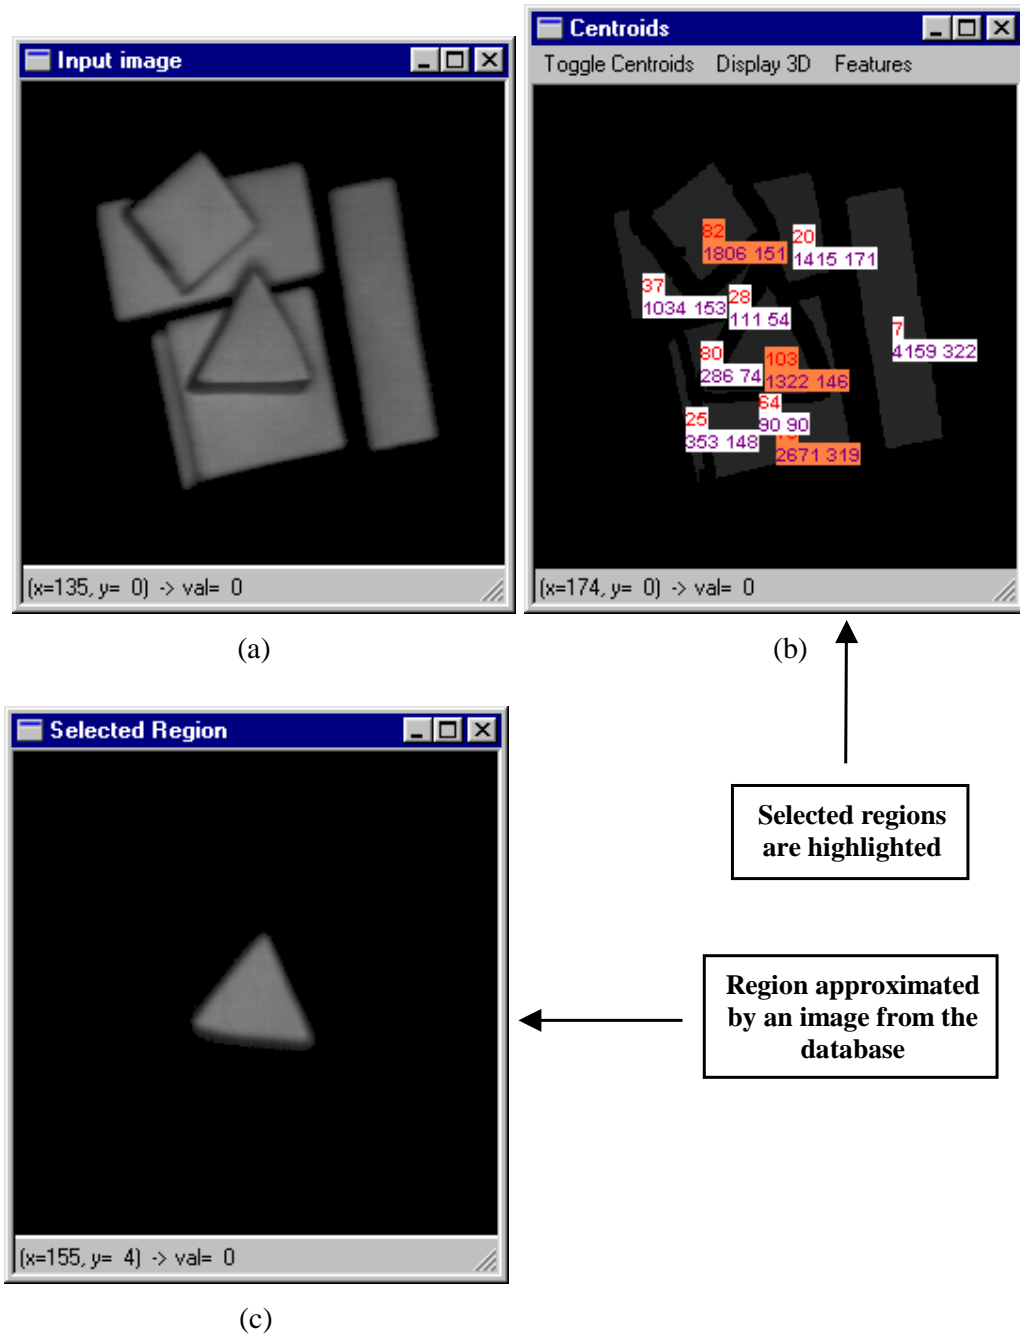 Input image
(x=135, y= 0) -> val= 0
(a)
Centroids
Toggle Centroids Display 3D Features
82
1806 151
20
1415 171
37
1034 153
28
111 54
7
4159 322
80
286 74
103
1322 146
64
90 90
25
353 148
2671 319
(x=174, y= 0) -> val= 0
(b)
Selected regions
are highlighted
Selected Region
(x=155, y= 4) -> val= 0
(c)
Region approximated
by an image from the
database